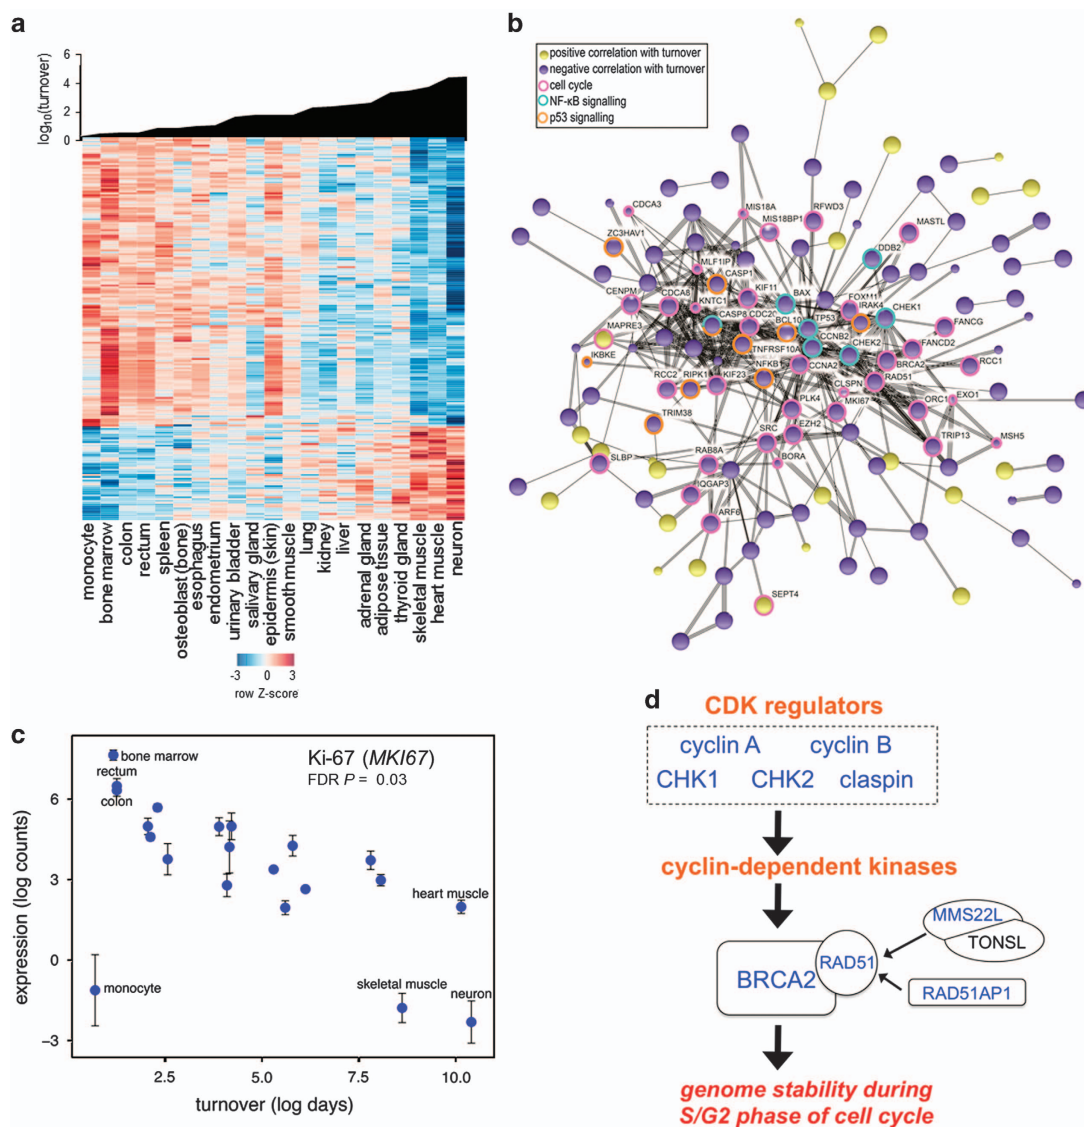 a
6
4
2
0
log10(turnover)
monocyte
bone marrow
colon
rectum
spleen
osteoblast (bone)
esophagus
endometrium
urinary bladder
salivary gland
epidermis (skin)
smooth muscle
lung
kidney
liver
adrenal gland
adipose tissue
thyroid gland
skeletal muscle
heart muscle
neuron
-3 0 3
row Z-score
b
positive correlation with turnover
negative correlation with turnover
cell cycle
NF-κB signalling
p53 signalling
CDCA3
MIS18A
MIS18BP1
RFWD3
MASTL
ZC3HAV1
DDB2
MLF1IP
CASP1
CENPM
CDCA8
KIF11
BAX
FOXM1
KNTC1
IRAK4
CHEK1
MAPRE3
CASP8
CDC20
BCL10
TP53
FANCG
CCNB2
IKBKE
TNFRSF10A
CHEK2
FANCD2
RCC2
RIPK1
KIF23
NFKB1
CCNA2
BRCA2
RCC1
RAD51
CLSPN
TRIM38
PLK4
MKI67
ORC1
EXO1
SRC
EZH2
TRIP13
MSH5
SLBP
RAB8A
BORA
IQGAP3
ARF6
SEPT4
c
Ki-67 (MKI67)
FDR P = 0.03
bone marrow
rectum
colon
monocyte
heart muscle
skeletal muscle
neuron
6
3
0
−3
expression (log counts)
2.5 5.0 7.5 10.0
turnover (log days)
d
CDK regulators
cyclin A cyclin B
CHK1 CHK2 claspin
cyclin-dependent kinases
BRCA2
RAD51
MMS22L
TONSL
RAD51AP1
genome stability during
S/G2 phase of cell cycle